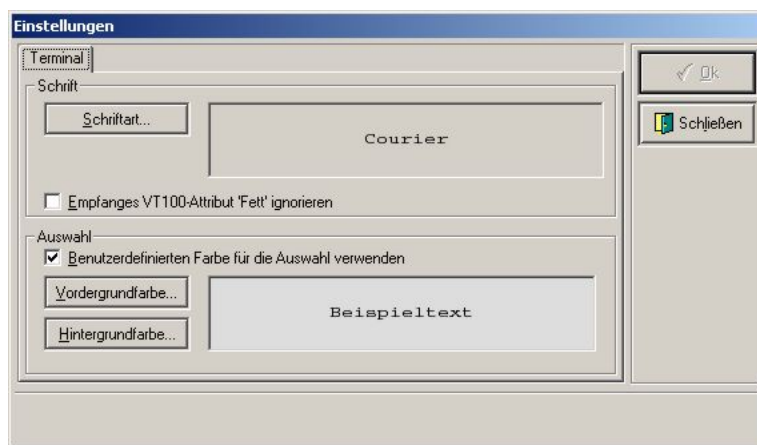 Einstellungen
Terminal
Schrift
Schriftart...
Courier
Empfanges VT100-Attribut 'Fett' ignorieren
Auswahl
Benutzerdefinierten Farbe für die Auswahl verwenden
Vordergrundfarbe...
Beispieltext
Hintergrundfarbe...
Ok
Schließen